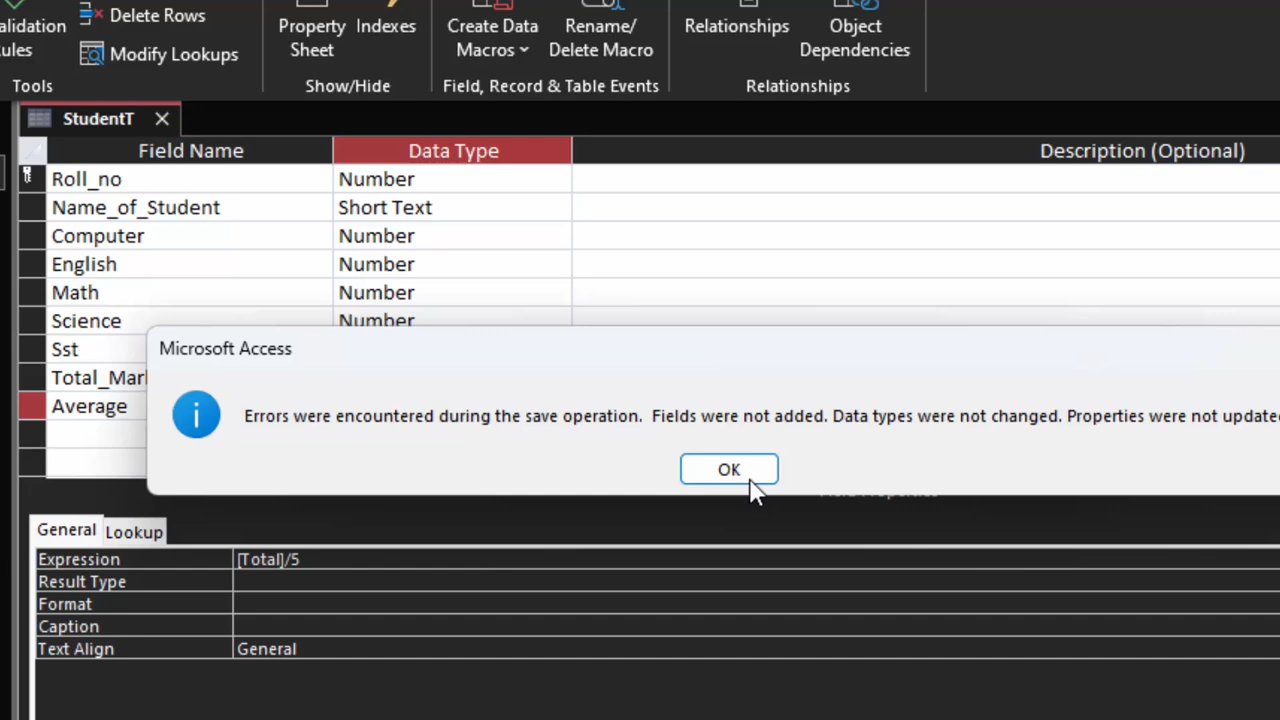 Delete Rows
Modify Lookups
Tools
Property Sheet
Indexes
Show/Hide
Create Data Macros
Rename/ Delete Macro
Field, Record & Table Events
Relationships
Object Dependencies
Relationships
StudentT
Field Name Data Type Description (Optional)
Roll_no Number
Name_of_Student Short Text
Computer Number
English Number
Math Number
Science Number
Sst
Average
Microsoft Access
Errors were encountered during the save operation. Fields were not added. Data types were not changed. Properties were not
OK
General Lookup
Expression [Total]/5
Result Type
Format
Caption
Text Align General